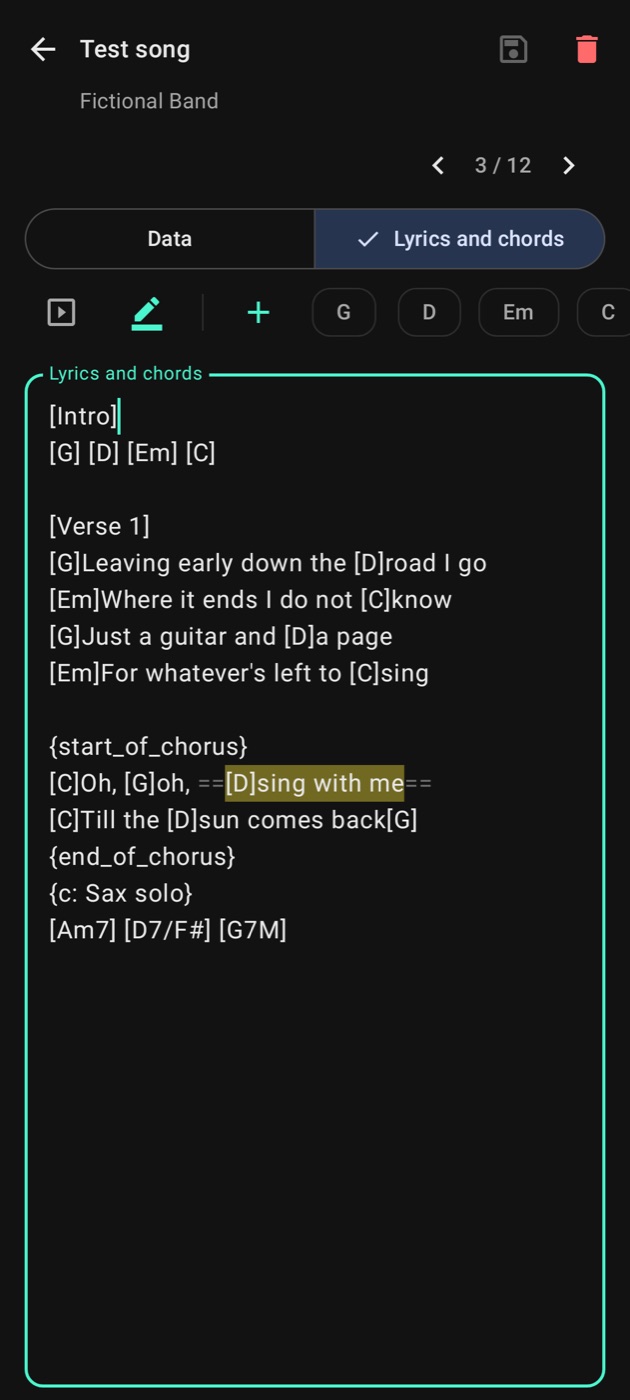 Test song
Fictional Band
3 / 12
Data
Lyrics and chords
G D Em C
Lyrics and chords
[Intro]
[G] [D] [Em] [C]
[Verse 1]
[G]Leaving early down the [D]road I go
[Em]Where it ends I do not [C]know
[G]Just a guitar and [D]a page
[Em]For whatever's left to [C]sing
{start_of_chorus}
[C]Oh, [G]oh, ==[D]sing with me==
[C]Till the [D]sun comes back[G]
{end_of_chorus}
{c: Sax solo}
[Am7] [D7/F#] [G7M]